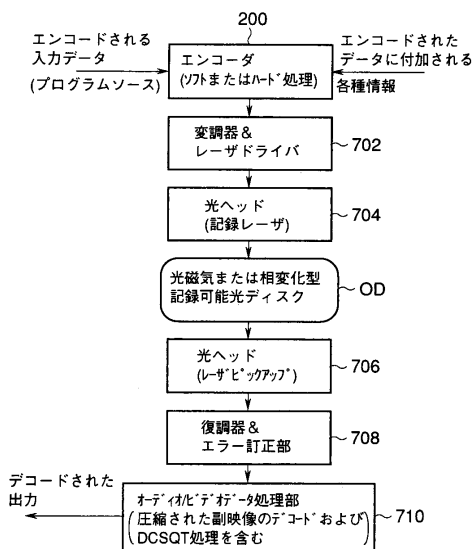 200
エンコードされる
入力データ
(プログラムソース)
エンコーダ
(ソフトまたはハード処理)
エンコードされた
データに付加される
各種情報
変調器&
レーザドライバ
702
光ヘッド
(記録レーザ)
704
光磁気または相変化型
記録可能光ディスク
OD
光ヘッド
(レーザピックアップ)
706
復調器&
エラー訂正部
708
デコードされた
出力
オーディオ/ビデオデータ処理部
(圧縮された副映像のデコードおよび
DCSQT処理を含む)
710